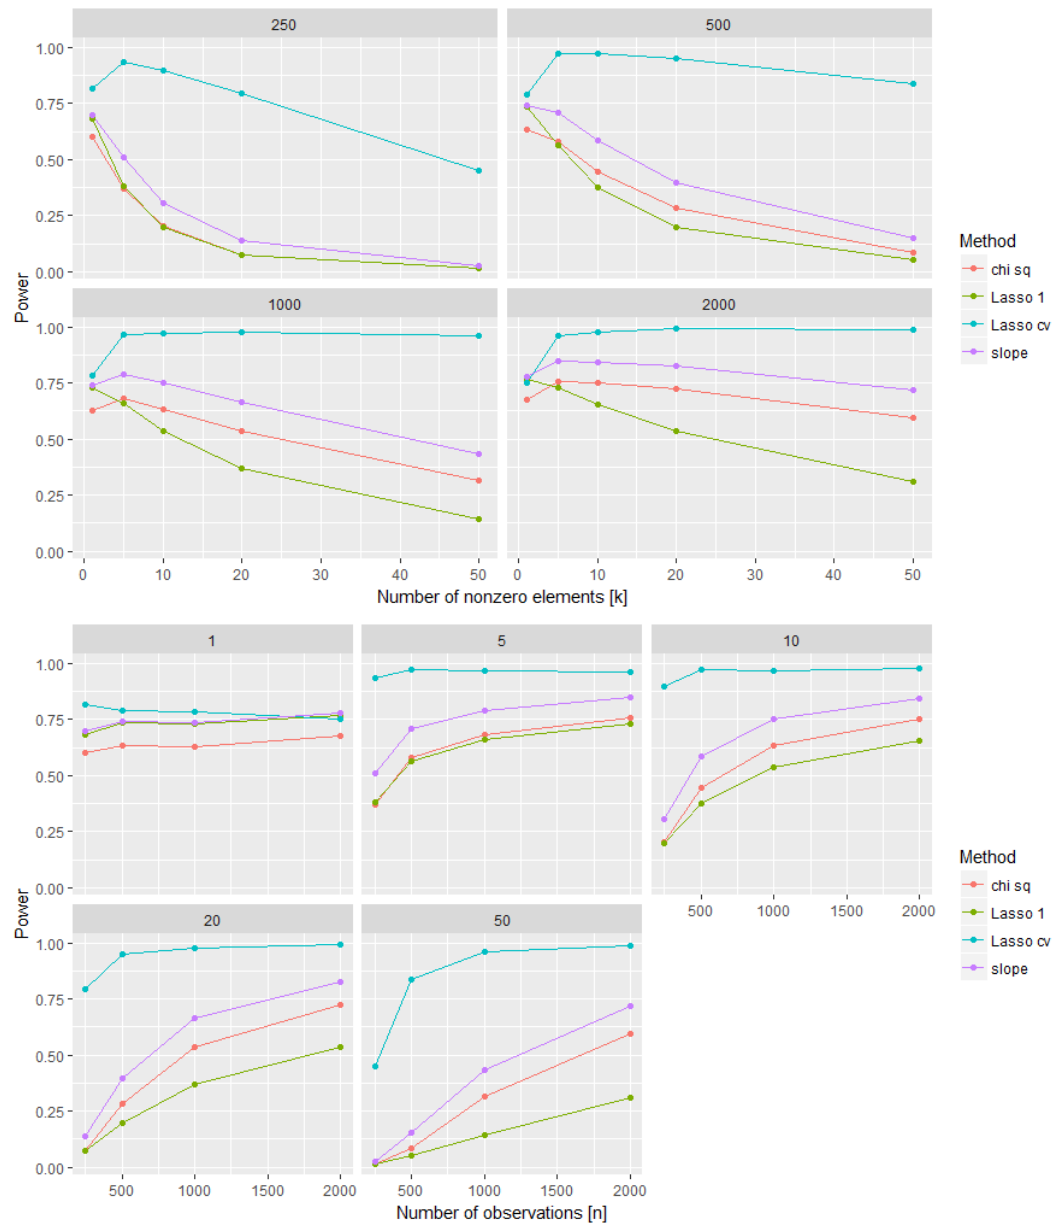 250
500
1.00
0.75
0.50
0.25
0.00
1000
2000
1.00
0.75
0.50
0.25
0.00
0 10 20 30 40 50
0 10 20 30 40 50
Number of nonzero elements [k]
Power
Method
chi sq
Lasso 1
Lasso cv
slope
1
5
10
1.00
0.75
0.50
0.25
0.00
500 1000 1500 2000
20
50
1.00
0.75
0.50
0.25
0.00
500 1000 1500 2000
500 1000 1500 2000
Number of observations [n]
Power
Method
chi sq
Lasso 1
Lasso cv
slope